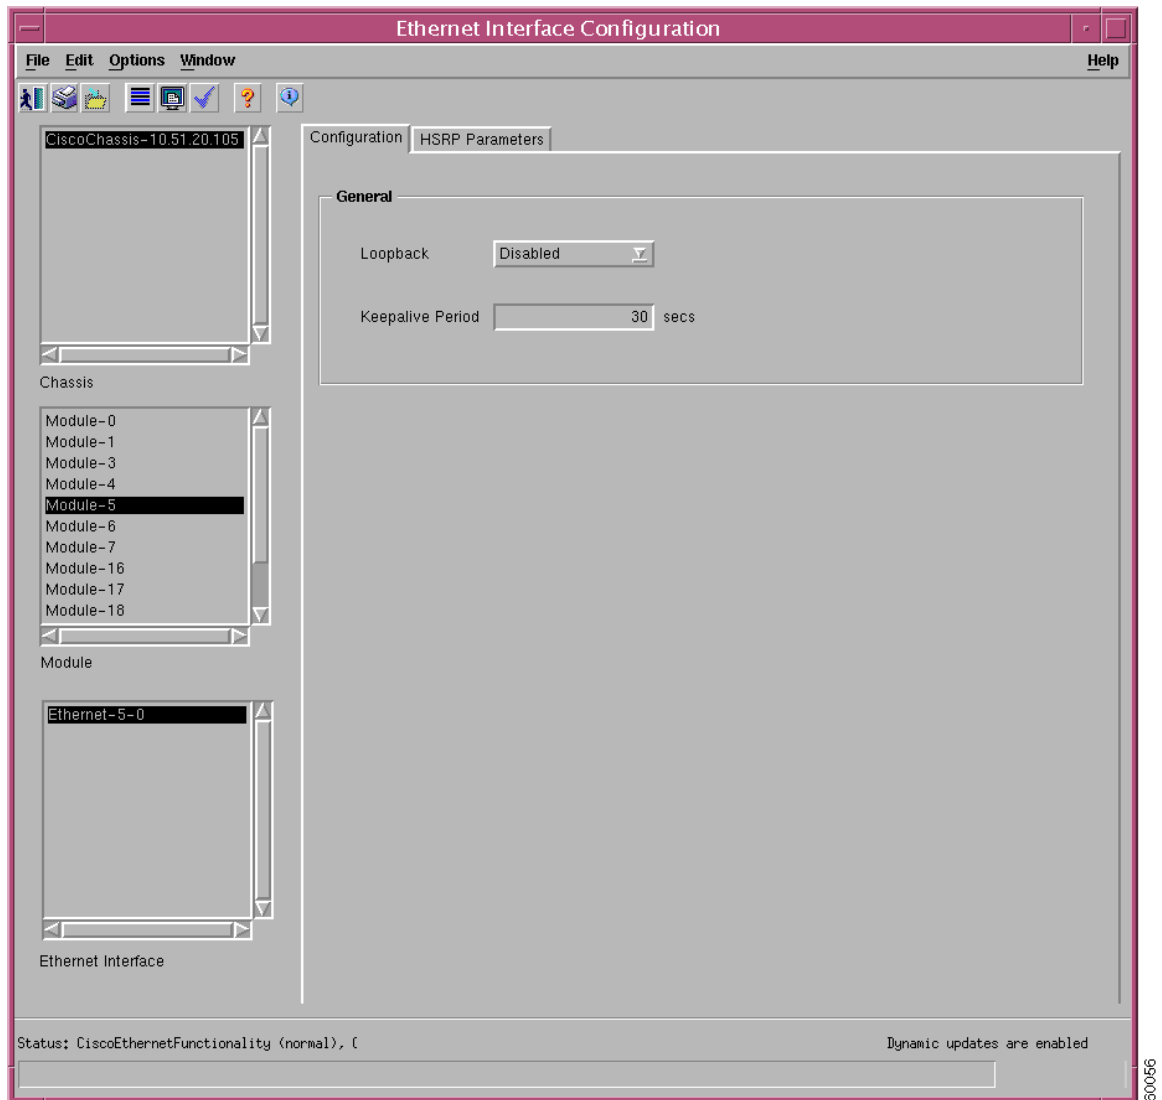 Ethernet Interface Configuration
File Edit Options Window Help
CiscoChassis-10.51.20.105
Chassis
Module-0
Module-1
Module-3
Module-4
Module-5
Module-6
Module-7
Module-16
Module-17
Module-18
Module
Ethernet-5-0
Ethernet Interface
Configuration HSRP Parameters
General
Loopback Disabled
Keepalive Period 30 secs
Status: CiscoEthernetFunctionality (normal), (
Dynamic updates are enabled
60056